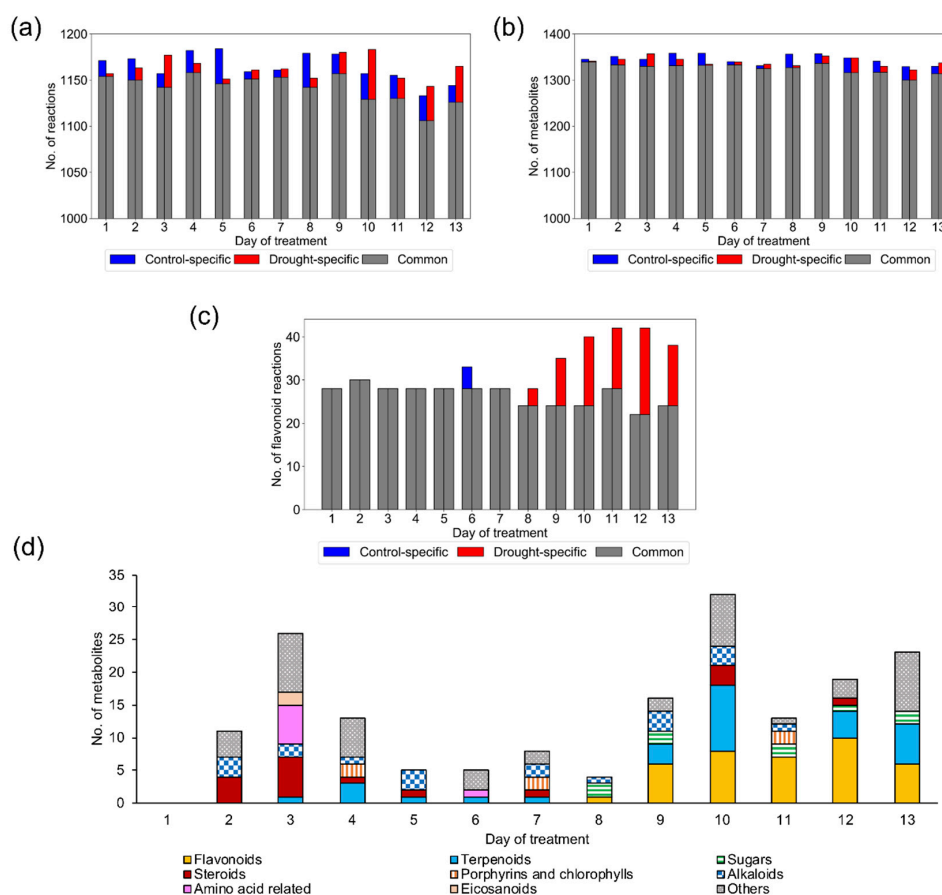 (a)
1200
1150
1100
1050
1000
No. of reactions
1 2 3 4 5 6 7 8 9 10 11 12 13
Day of treatment
Control-specific Drought-specific Common
(b)
1400
1300
1200
1100
1000
No. of metabolites
1 2 3 4 5 6 7 8 9 10 11 12 13
Day of treatment
Control-specific Drought-specific Common
(c)
40
30
20
10
0
No. of flavonoid reactions
1 2 3 4 5 6 7 8 9 10 11 12 13
Day of treatment
Control-specific Drought-specific Common
(d)
35
30
25
20
15
10
5
0
No. of metabolites
1 2 3 4 5 6 7 8 9 10 11 12 13
Day of treatment
Flavonoids Terpenoids Sugars
Steroids Porphyrins and chlorophylls Alkaloids
Amino acid related Eicosanoids Others